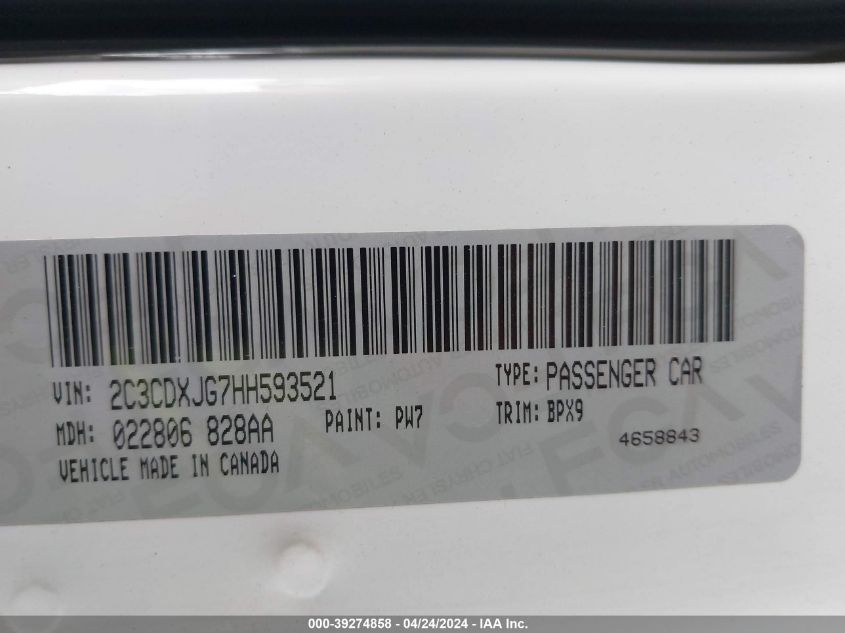 VIN: 2C3CDXJG7HH593521
TYPE: PASSENGER CAR
MDH: 022806 828AA
PAINT: PW7
TRIM: BPX9
VEHICLE MADE IN CANADA
4658843
000-39274858 - 04/24/2024 - IAA Inc.